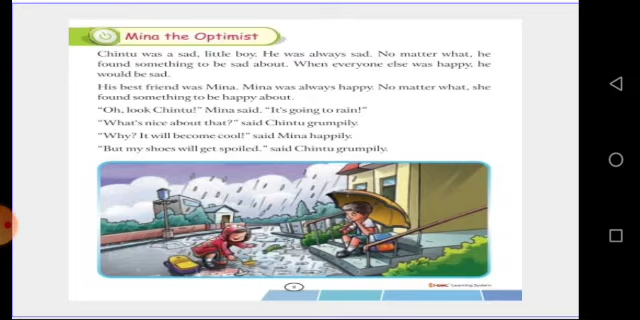 Mina the Optimist
Chintu was a sad, little boy. He was always sad. No matter what, he
found something to be sad about. When everyone else was happy, he
would be sad.
His best friend was Mina. Mina was always happy. No matter what, she
found something to be happy about.
"Oh, look Chintu!" Mina said. "It's going to rain!"
"What's nice about that?" said Chintu grumpily.
"Why? It will become cool!" said Mina happily.
"But my shoes will get spoiled." said Chintu grumpily.
Learning System